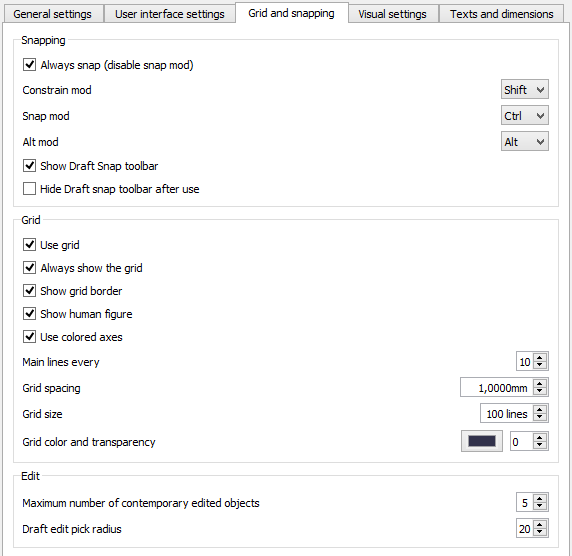 General settings User interface settings Grid and snapping Visual settings Texts and dimensions
Snapping
Always snap (disable snap mod)
Constrain mod Shift
Snap mod Ctrl
Alt mod Alt
Show Draft Snap toolbar
Hide Draft snap toolbar after use
Grid
Use grid
Always show the grid
Show grid border
Show human figure
Use colored axes
Main lines every 10
Grid spacing 1,0000mm
Grid size 100 lines
Grid color and transparency 0
Edit
Maximum number of contemporary edited objects 5
Draft edit pick radius 20